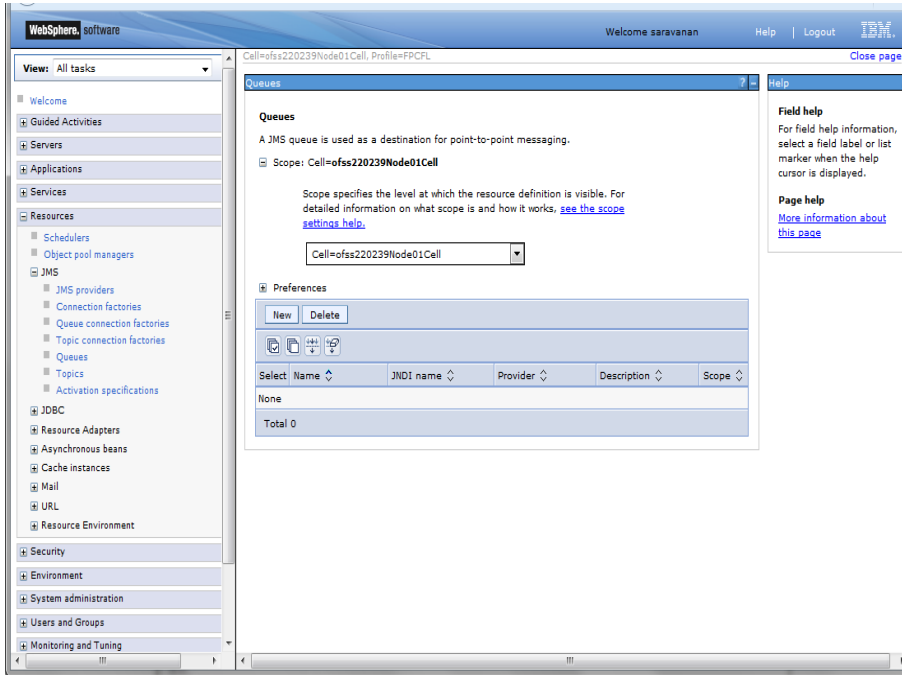 WebSphere. software
Welcome saravanan
Help | Logout
IBM.
View: All tasks
Welcome
Guided Activities
Servers
Applications
Services
Resources
Schedulers
Object pool managers
JMS
JMS providers
Connection factories
Queue connection factories
Topic connection factories
Queues
Topics
Activation specifications
JDBC
Resource Adapters
Asynchronous beans
Cache instances
Mail
URL
Resource Environment
Security
Environment
System administration
Users and Groups
Monitoring and Tuning
Cell=ofss220239Node01Cell, Profile=FPCFL
Close page
Queues
?
Queues
A JMS queue is used as a destination for point-to-point messaging.
Scope: Cell=ofss220239Node01Cell
Scope specifies the level at which the resource definition is visible. For
detailed information on what scope is and how it works, see the scope
settings help.
Cell=ofss220239Node01Cell
Preferences
New Delete
Select Name JNDI name Provider Description Scope
None
Total 0
Help
Field help
For field help information,
select a field label or list
marker when the help
cursor is displayed.
Page help
More information about
this page